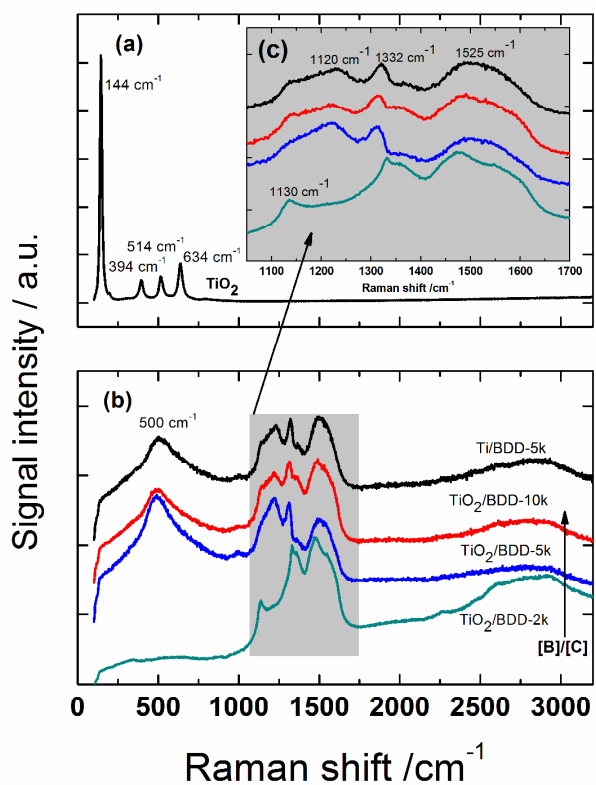 Signal intensity / a.u.
(a)
144 cm⁻¹
514 cm⁻¹
394 cm⁻¹
634 cm⁻¹
TiO₂
(c)
1120 cm⁻¹
1332 cm⁻¹
1525 cm⁻¹
1130 cm⁻¹
1100 1200 1300 1400 1500 1600 1700
Raman shift /cm⁻¹
(b)
500 cm⁻¹
Ti/BDD-5k
TiO₂/BDD-10k
TiO₂/BDD-5k
TiO₂/BDD-2k
[B]/[C]
0 500 1000 1500 2000 2500 3000
Raman shift /cm⁻¹